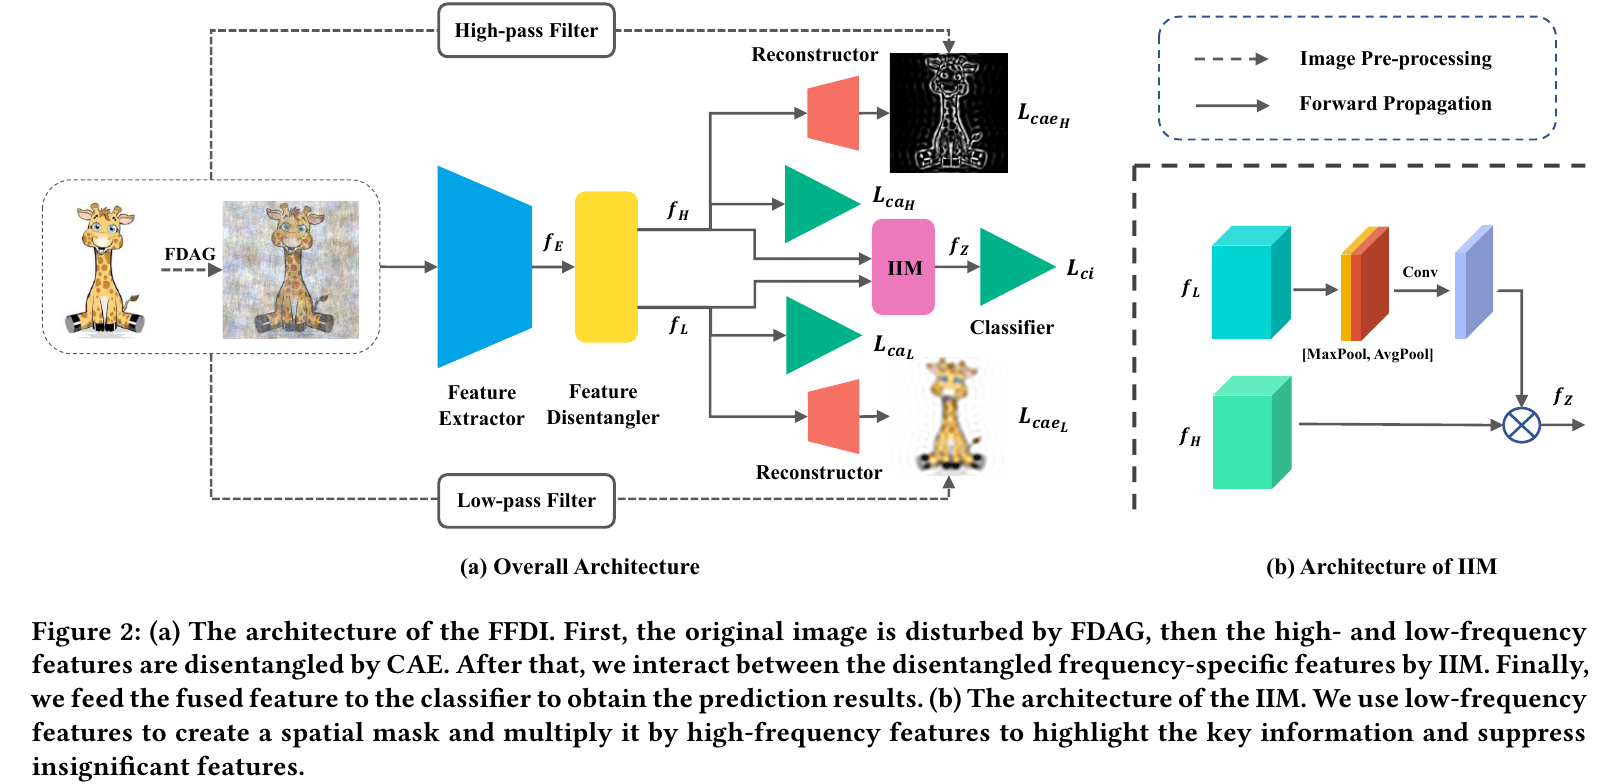 High-pass Filter
Reconstructor
L_{cae_H}
Image Pre-processing
Forward Propagation
FDAG
f_E
f_H
L_{ca_H}
IIM
f_Z
L_{ci}
Classifier
f_L
L_{ca_L}
Feature
Extractor
Feature
Disentangler
L_{cae_L}
Reconstructor
Low-pass Filter
(a) Overall Architecture
f_L
Conv
[MaxPool, AvgPool]
f_H
f_Z
(b) Architecture of IIM
Figure 2: (a) The architecture of the FFDI. First, the original image is disturbed by FDAG, then the high- and low-frequency
features are disentangled by CAE. After that, we interact between the disentangled frequency-specific features by IIM. Finally,
we feed the fused feature to the classifier to obtain the prediction results. (b) The architecture of the IIM. We use low-frequency
features to create a spatial mask and multiply it by high-frequency features to highlight the key information and suppress
insignificant features.